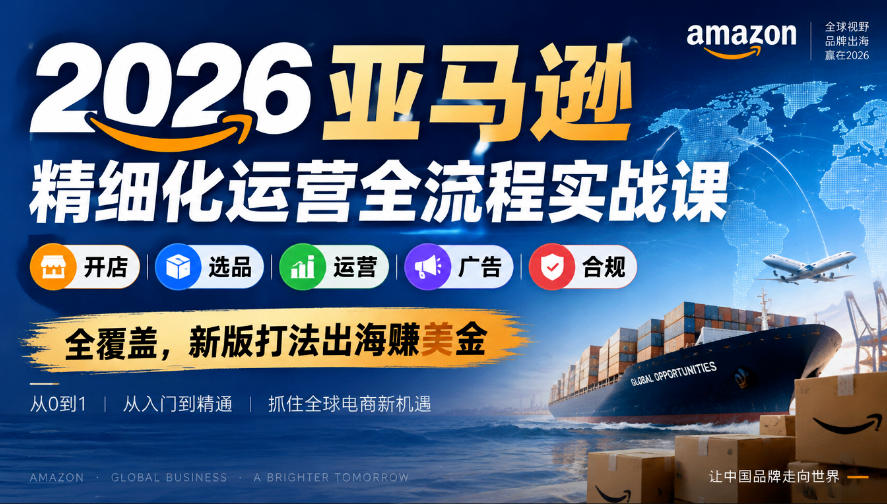 amazon
全球视野
品牌出海
赢在2026
2026亚马逊
精细化运营全流程实战课
开店 选品 运营 广告 合规
全覆盖，新版打法出海赚美金
从0到1 | 从入门到精通 | 抓住全球电商新机遇
GLOBAL OPPORTUNITIES
AMAZON · GLOBAL BUSINESS · A BRIGHTER TOMORROW
让中国品牌走向世界